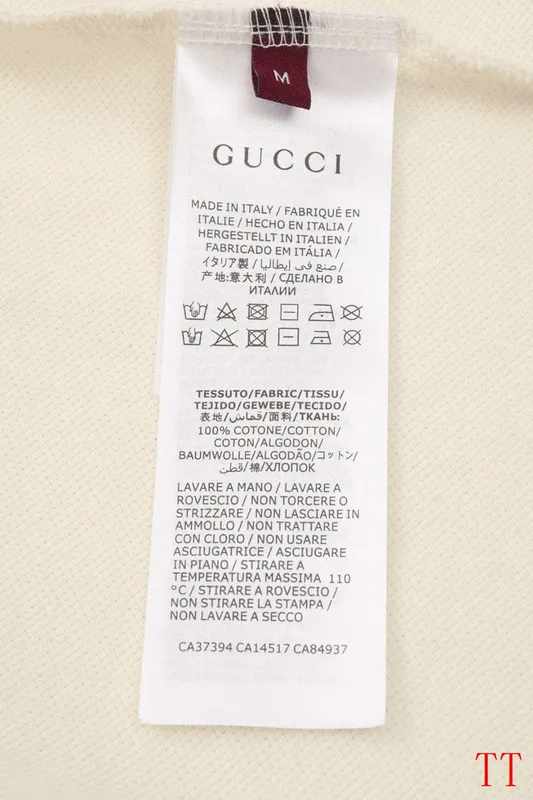 M
GUCCI
MADE IN ITALY / FABRIQUÉ EN
ITALIE / HECHO EN ITALIA /
HERGESTELLT IN ITALIEN /
FABRICADO EM ITÁLIA /
イタリア製 / صنع في إيطاليا /
产地:意大利 / СДЕЛАНО В
ИТАЛИИ
TESSUTO/FABRIC/TISSU/
TEJIDO/GEWEBE/TECIDO/
表地/قماش/面料/ТКАНЬ:
100% COTONE/COTTON/
COTON/ALGODON/
BAUMWOLLE/ALGODÃO/コットン/
قطن/棉/ХЛОПОК
LAVARE A MANO / LAVARE A
ROVESCIO / NON TORCERE O
STRIZZARE / NON LASCIARE IN
AMMOLLO / NON TRATTARE
CON CLORO / NON USARE
ASCIUGATRICE / ASCIUGARE
IN PIANO / STIRARE A
TEMPERATURA MASSIMA 110
°C / STIRARE A ROVESCIO /
NON STIRARE LA STAMPA /
NON LAVARE A SECCO
CA37394 CA14517 CA84937
TT